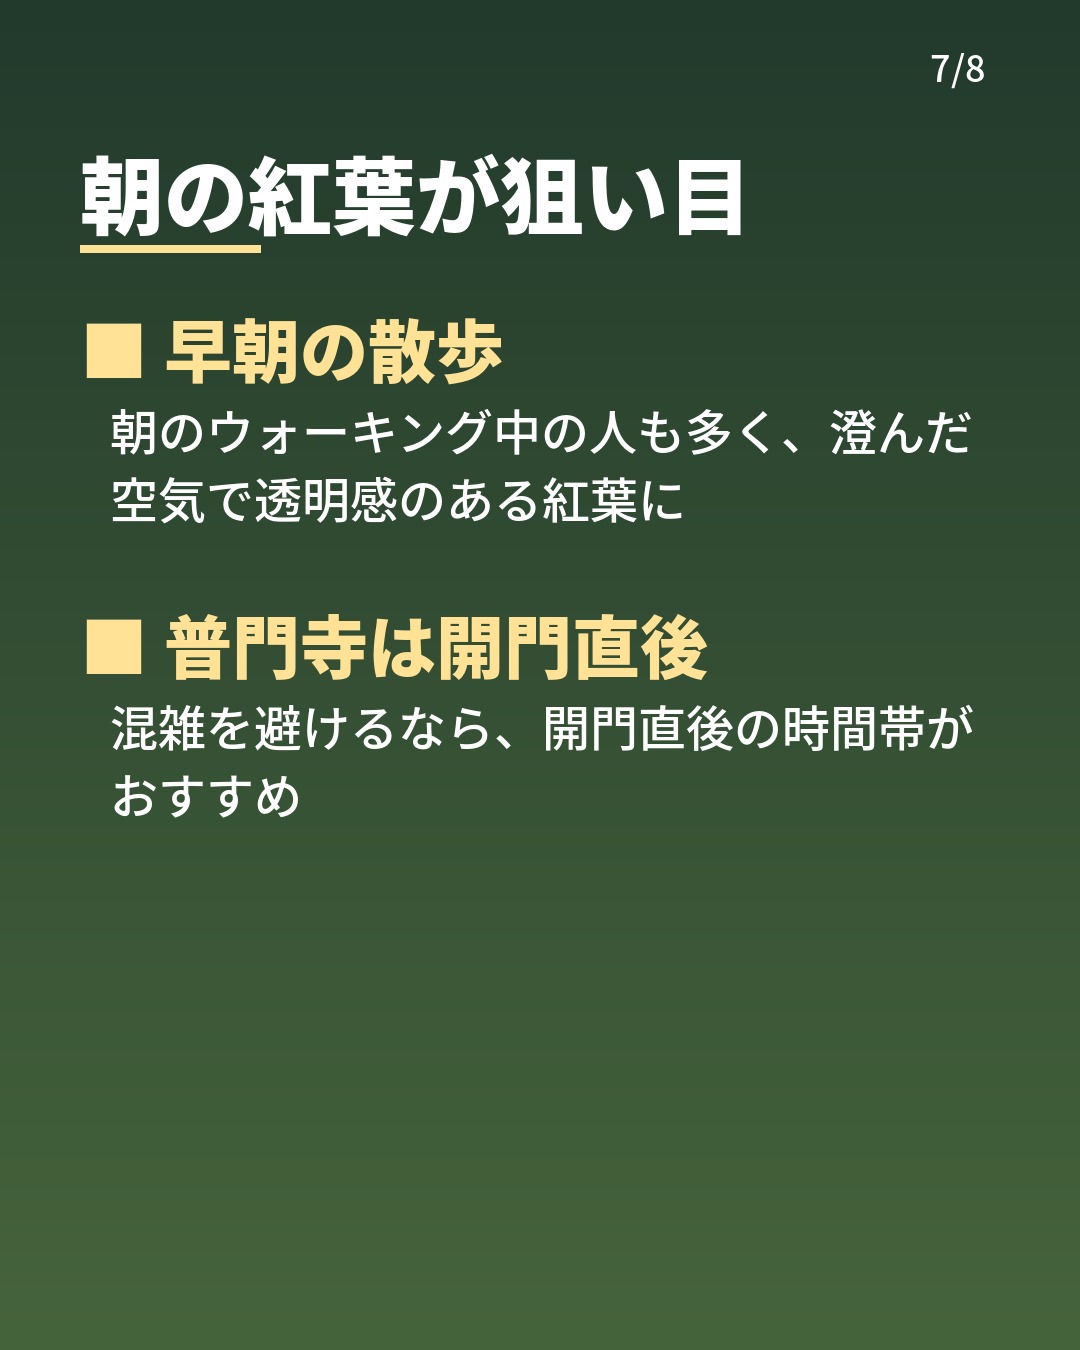 7/8
朝の紅葉が狙い目
■ 早朝の散歩
朝のウォーキング中の人も多く、澄んだ
空気で透明感のある紅葉に
■ 普門寺は開門直後
混雑を避けるなら、開門直後の時間帯が
おすすめ